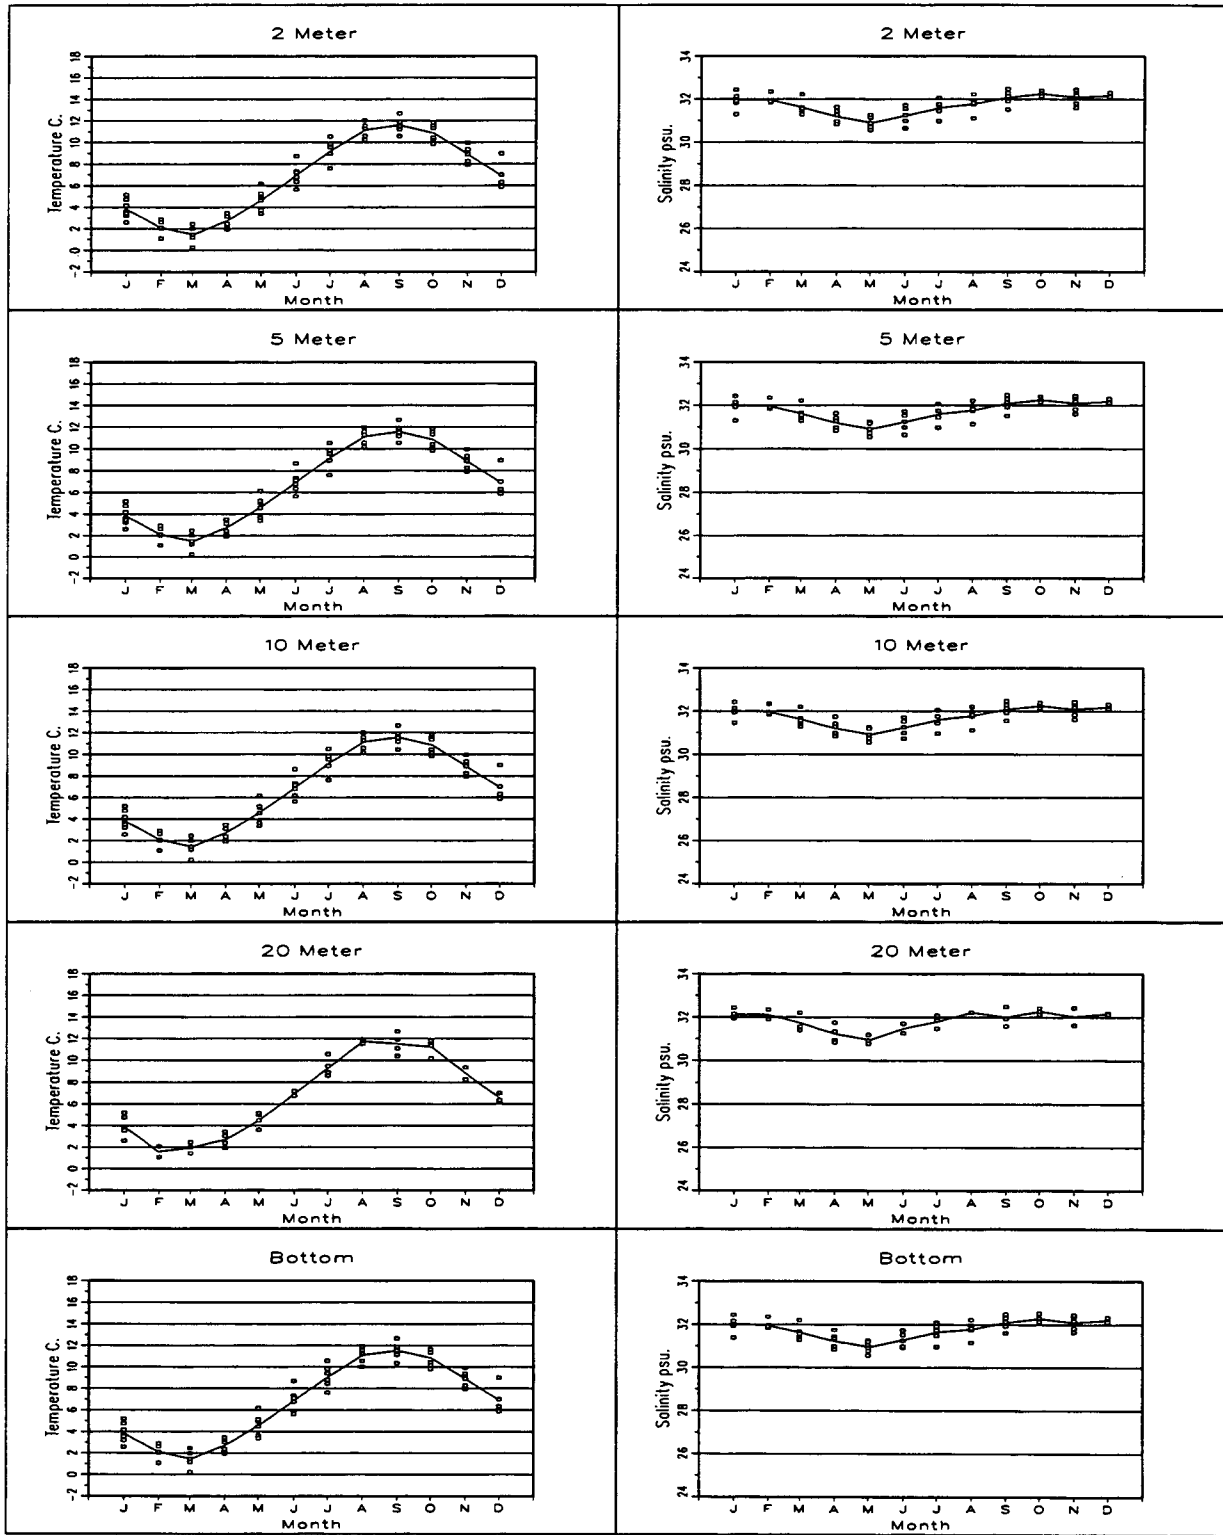 2 Meter
Temperature C.
-2 0 2 4 6 8 10 12 14 16 18
J F M A M J J A S O N D
Month
2 Meter
Salinity psu.
24 26 28 30 32 34
J F M A M J J A S O N D
Month
5 Meter
Temperature C.
-2 0 2 4 6 8 10 12 14 16 18
J F M A M J J A S O N D
Month
5 Meter
Salinity psu.
24 26 28 30 32 34
J F M A M J J A S O N D
Month
10 Meter
Temperature C.
-2 0 2 4 6 8 10 12 14 16 18
J F M A M J J A S O N D
Month
10 Meter
Salinity psu.
24 26 28 30 32 34
J F M A M J J A S O N D
Month
20 Meter
Temperature C.
-2 0 2 4 6 8 10 12 14 16 18
J F M A M J J A S O N D
Month
20 Meter
Salinity psu.
24 26 28 30 32 34
J F M A M J J A S O N D
Month
Bottom
Temperature C.
-2 0 2 4 6 8 10 12 14 16 18
J F M A M J J A S O N D
Month
Bottom
Salinity psu.
24 26 28 30 32 34
J F M A M J J A S O N D
Month